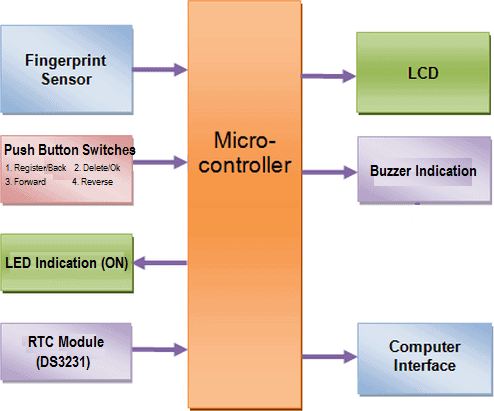 Fingerprint
Sensor
Push Button Switches
1. Register/Back 2. Delete/Ok
3. Forward 4. Reverse
LED Indication (ON)
RTC Module
(DS3231)
Micro-
controller
LCD
Buzzer Indication
Computer
Interface